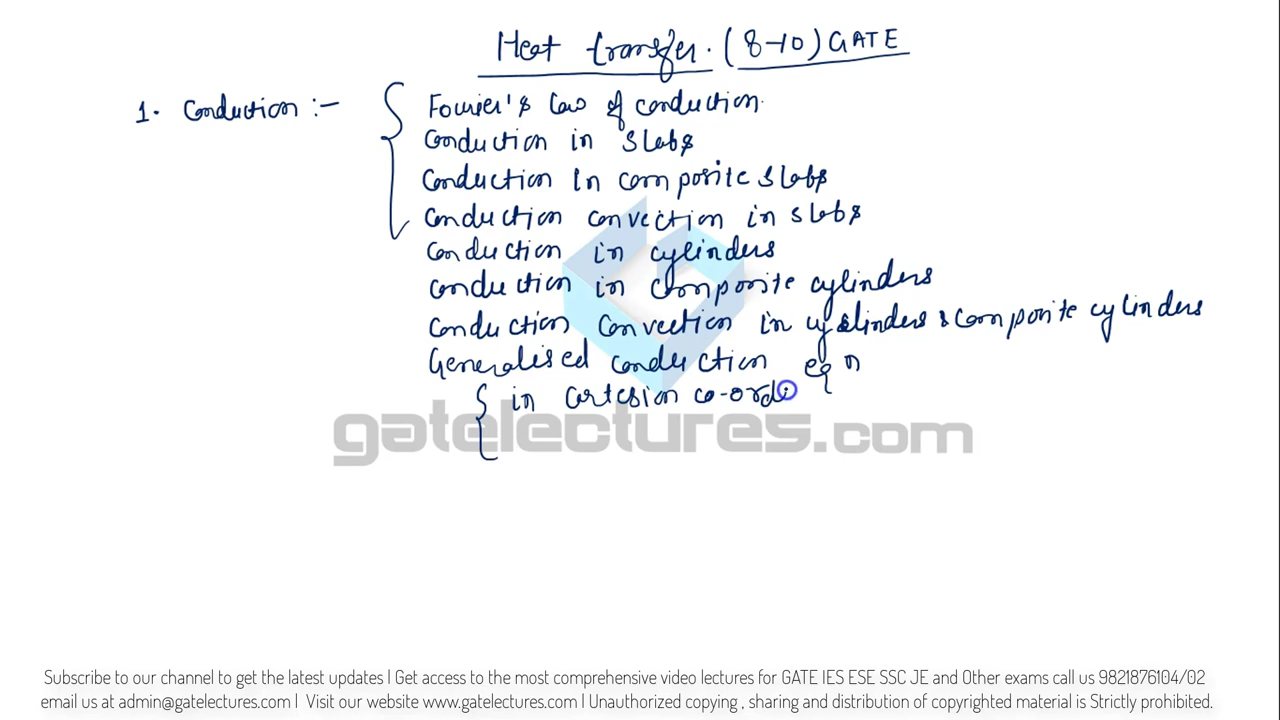 Heat transfer. (8-10) GATE
1. Conduction :- Fourier's law of conduction.
Conduction in slabs
Conduction in composite slabs
Conduction convection in slabs
Conduction in cylinders
Conduction in composite cylinders
Conduction convection in cylinders & composite cylinders
Generalised conduction eqn
in cartesian co-ordi
gatelectures.com
Subscribe to our channel to get the latest updates | Get access to the most comprehensive video lectures for GATE IES ESE SSC JE and Other exams call us 9821876104/02
email us at admin@gatelectures.com | Visit our website www.gatelectures.com | Unauthorized copying , sharing and distribution of copyrighted material is Strictly prohibited.